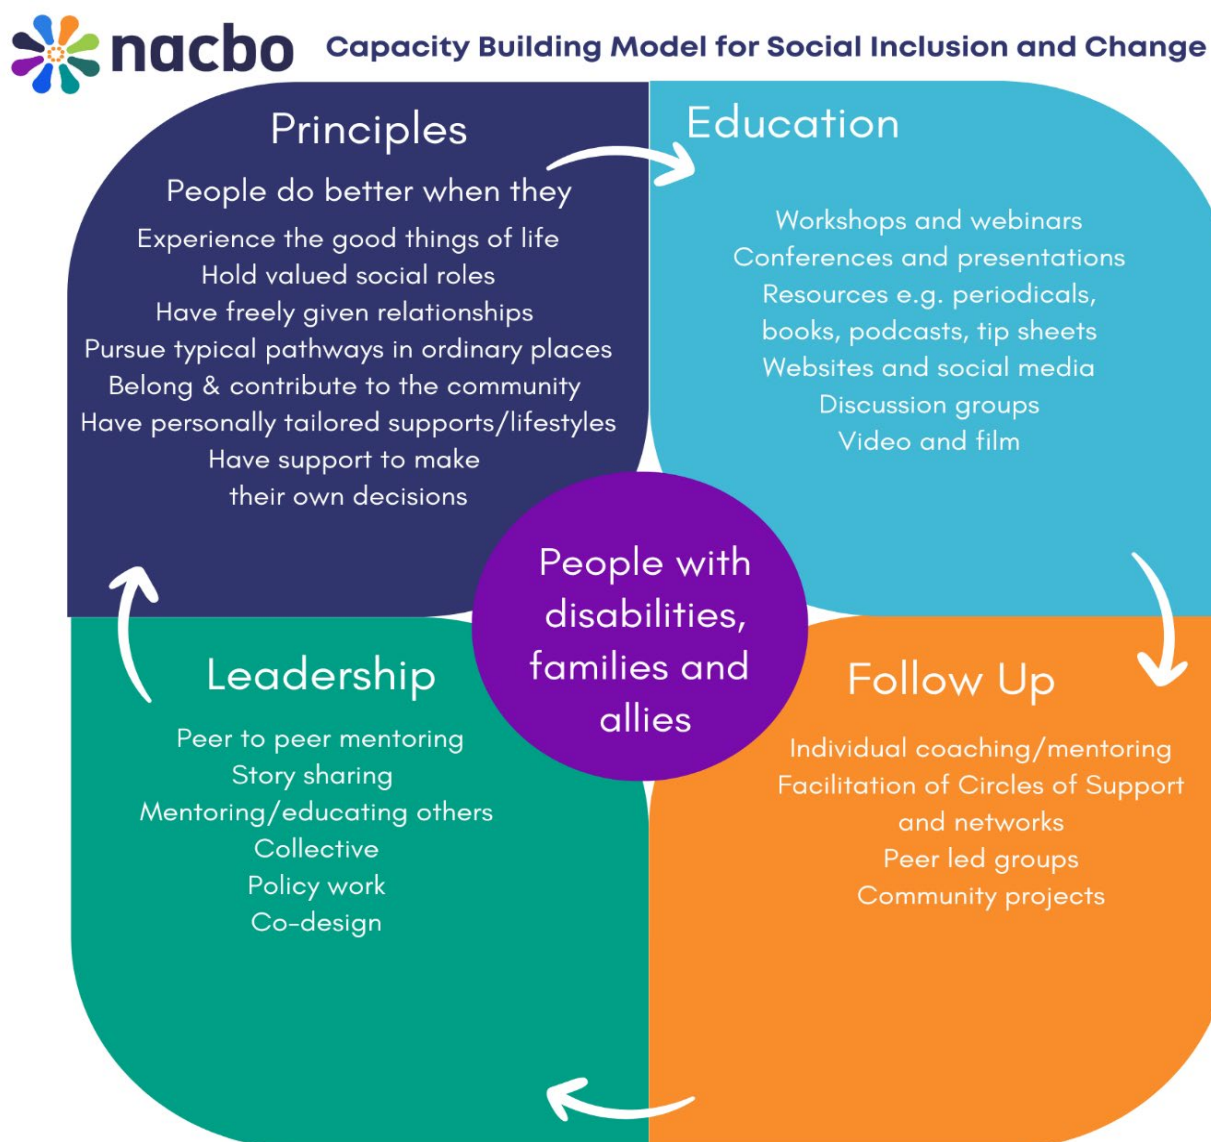 nacbo
Capacity Building Model for Social Inclusion and Change
Principles
People do better when they
Experience the good things of life
Hold valued social roles
Have freely given relationships
Pursue typical pathways in ordinary places
Belong & contribute to the community
Have personally tailored supports/lifestyles
Have support to make
their own decisions
Education
Workshops and webinars
Conferences and presentations
Resources e.g. periodicals,
books, podcasts, tip sheets
Websites and social media
Discussion groups
Video and film
People with
disabilities,
families and
allies
Leadership
Peer to peer mentoring
Story sharing
Mentoring/educating others
Collective
Policy work
Co-design
Follow Up
Individual coaching/mentoring
Facilitation of Circles of Support
and networks
Peer led groups
Community projects